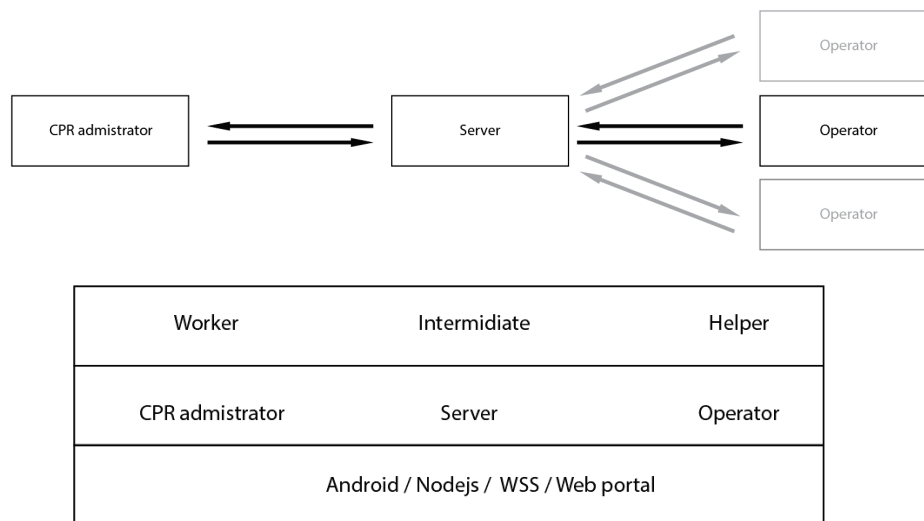 Operator
CPR admistrator
Server
Operator
Operator
Worker
Intermidiate
Helper
CPR admistrator
Server
Operator
Android / Nodejs /  WSS / Web portal